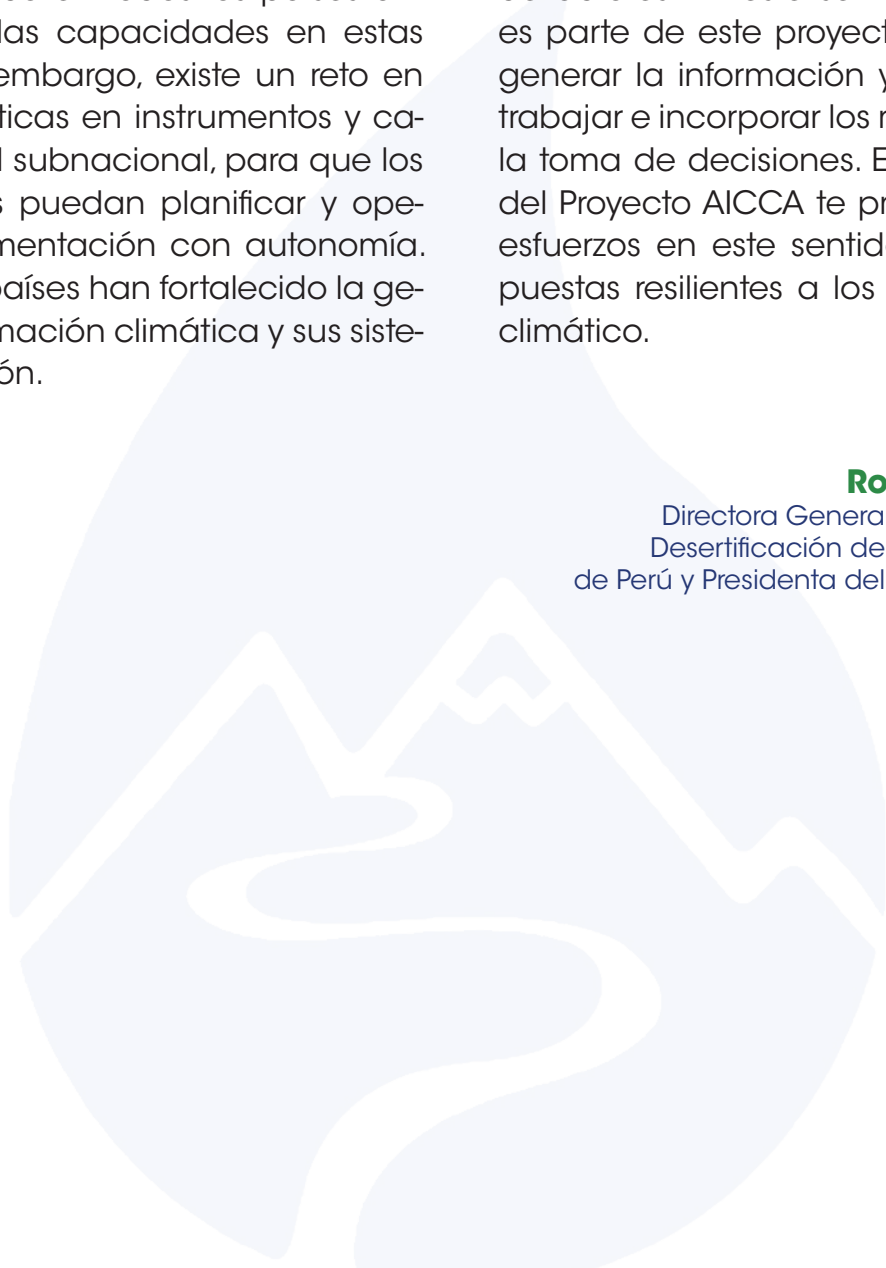 las capacidades en estas
embargo, existe un reto en
ticas en instrumentos y ca-
l subnacional, para que los
s puedan planificar y ope-
mentación con autonomía.
países han fortalecido la ge-
mación climática y sus siste-
ón.
es parte de este proyect
generar la información y
trabajar e incorporar los r
la toma de decisiones. E
del Proyecto AICCA te pr
esfuerzos en este sentid
puestas resilientes a los
climático.
Ro
Directora Genera
Desertificación de
de Perú y Presidenta del